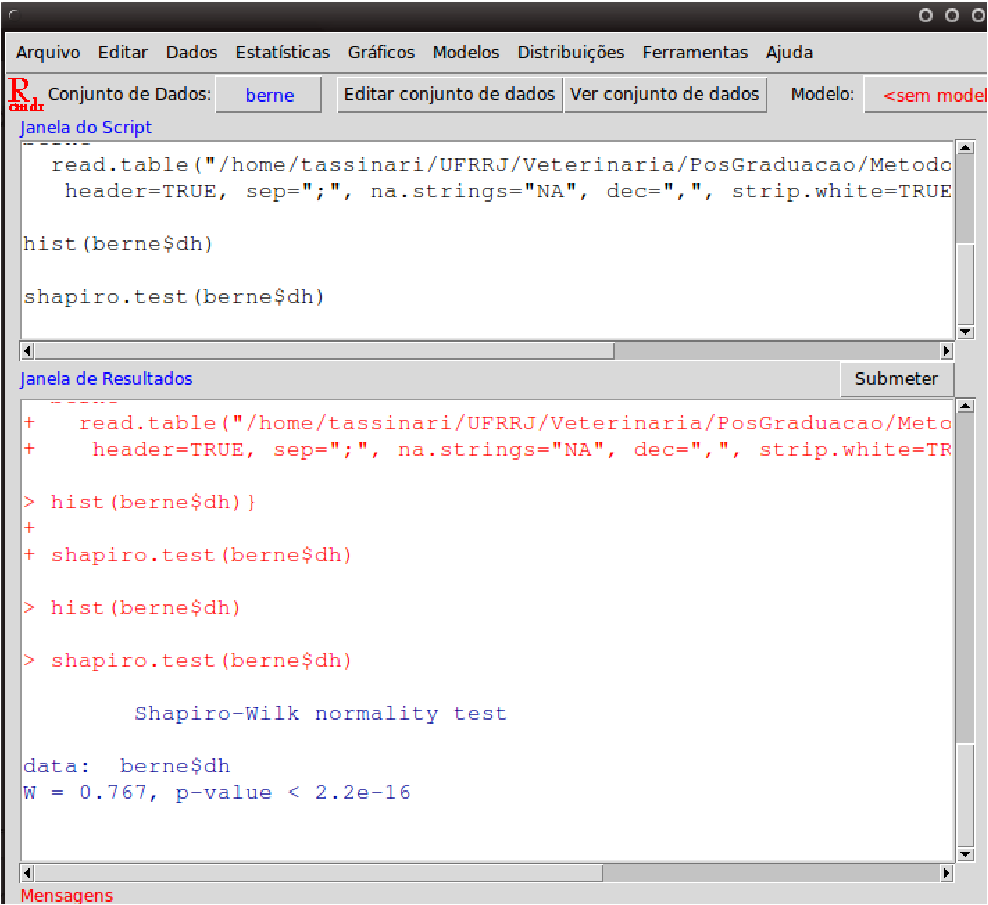 Arquivo Editar Dados Estatísticas Gráficos Modelos Distribuições Ferramentas Ajuda
R cmdr Conjunto de Dados: berne Editar conjunto de dados Ver conjunto de dados Modelo: <sem model
Janela do Script
read.table("/home/tassinari/UFRRJ/Veterinaria/PosGraduacao/Metodo
header=TRUE, sep=";", na.strings="NA", dec=",", strip.white=TRUE
hist(berne$dh)
shapiro.test(berne$dh)
Janela de Resultados Submeter
+ read.table("/home/tassinari/UFRRJ/Veterinaria/PosGraduacao/Meto
+ header=TRUE, sep=";", na.strings="NA", dec=",", strip.white=TR
> hist(berne$dh)}
+
+ shapiro.test(berne$dh)
> hist(berne$dh)
> shapiro.test(berne$dh)
Shapiro-Wilk normality test
data: berne$dh
W = 0.767, p-value < 2.2e-16
Mensagens